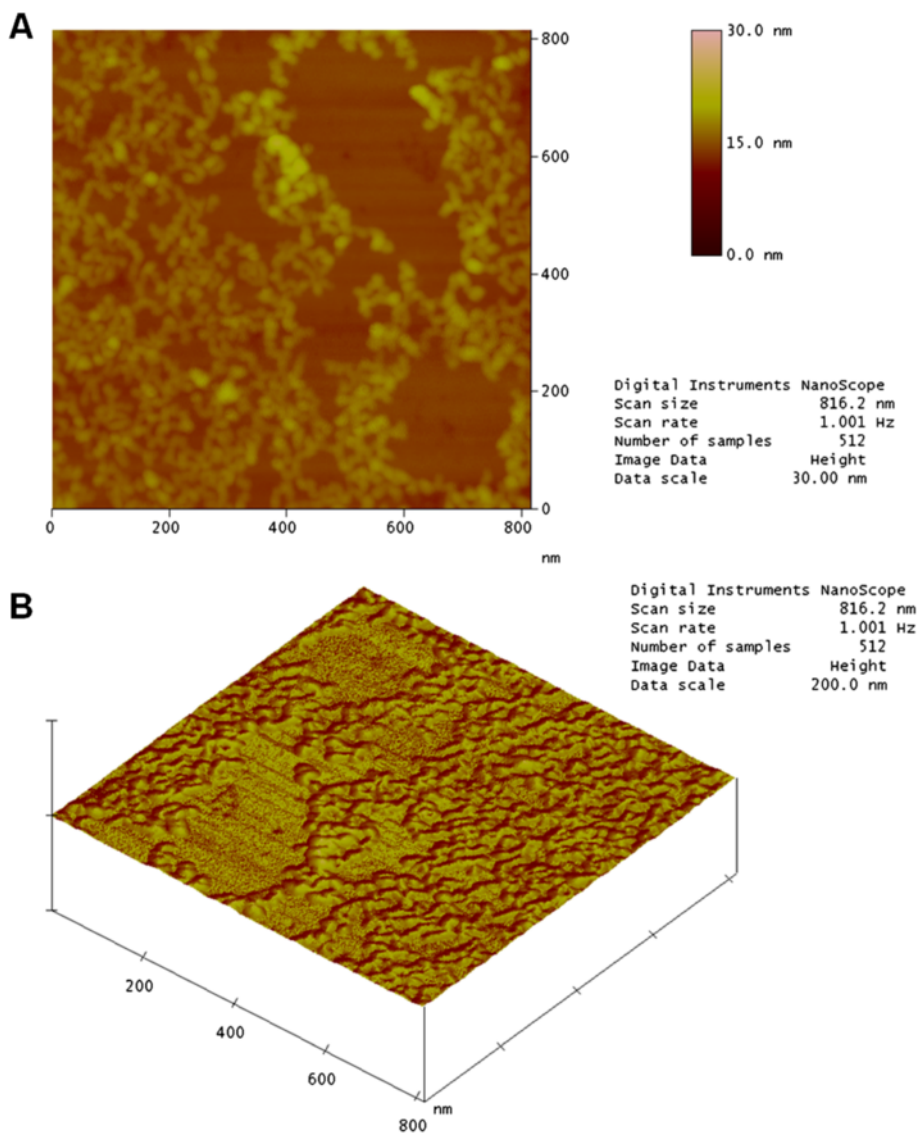 A
30.0 nm
15.0 nm
0.0 nm
800
600
400
200
0
0 200 400 600 800
nm
Digital Instruments NanoScope
Scan size 816.2 nm
Scan rate 1.001 Hz
Number of samples 512
Image Data Height
Data scale 30.00 nm
B
Digital Instruments NanoScope
Scan size 816.2 nm
Scan rate 1.001 Hz
Number of samples 512
Image Data Height
Data scale 200.0 nm
200
400
600
800
nm